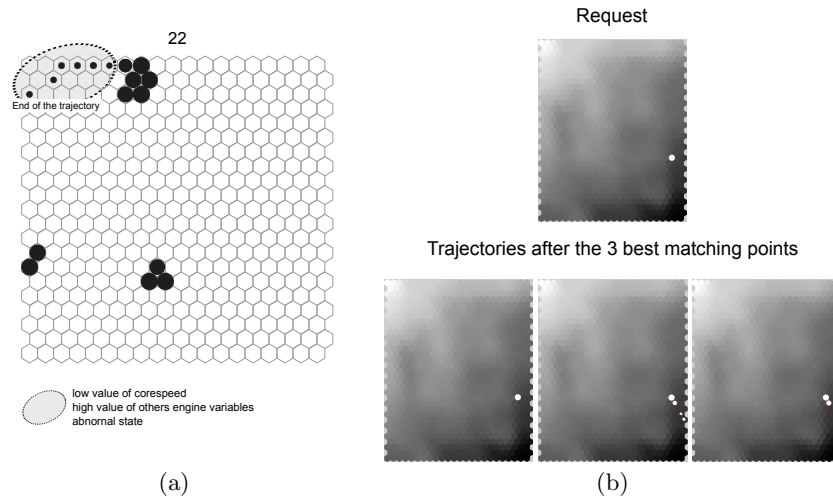 22
End of the trajectory
low value of corespeed
high value of others engine variables
abnornal state
(a)
Request
Trajectories after the 3 best matching points
(b)